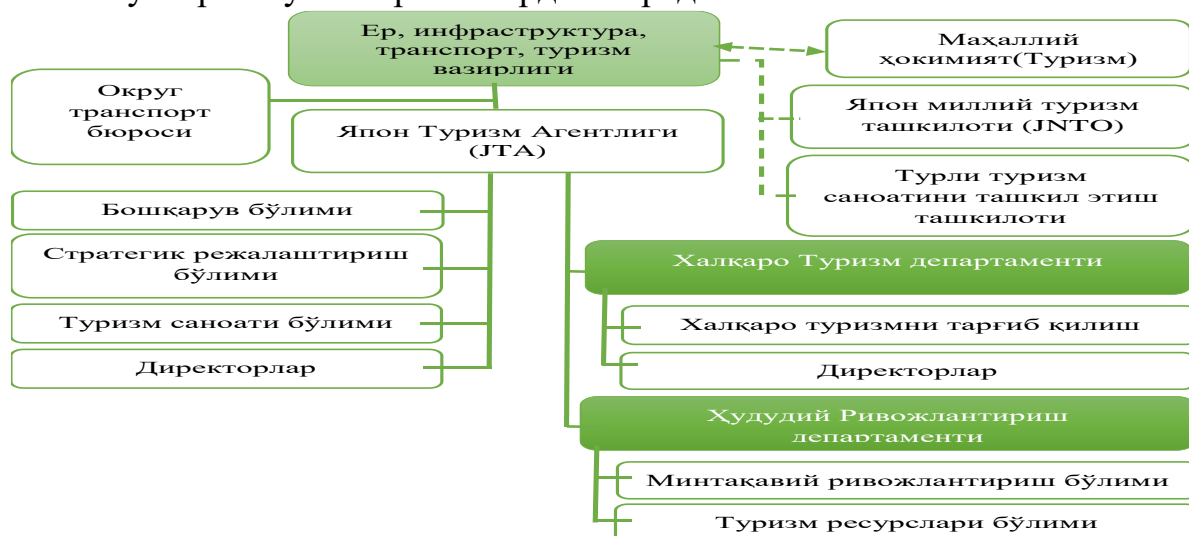 Ер, инфраструктура,
транспорт, туризм
вазирлиги
Маҳаллий
ҳокимият(Туризм)
Округ
транспорт
бюроси
Япон миллий туризм
ташкилоти (JNTO)
Япон Туризм Агентлиги
(JTA)
Турли туризм
саноатини ташкил этиш
ташкилоти
Бошқарув бўлими
Стратегик режалаштириш
бўлими
Туризм саноати бўлими
Директорлар
Халқаро Туризм департаменти
Халқаро туризмни тарғиб қилиш
Директорлар
Ҳудудий Ривожлантириш
департаменти
Минтақавий ривожлантириш бўлими
Туризм ресурслари бўлими